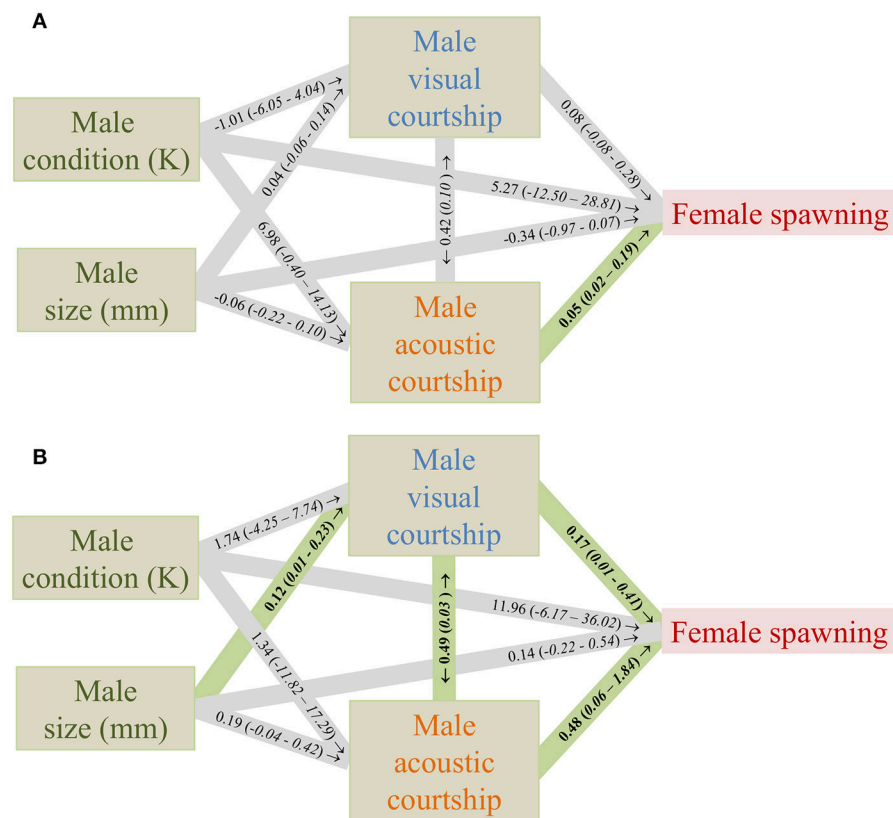 A
Male
visual
courtship
Male
condition (K)
-1.01 (-6.05 - 4.04) →
0.04 (-0.06 - 0.14) →
0.08 (-0.08 - 0.28) →
5.27 (-12.50 – 28.81) →
← 0.42 (0.10 ) →
Female spawning
6.98 (-0.40 – 14.13) →
-0.34 (-0.97 - 0.07) →
Male
size (mm)
-0.06 (-0.22 - 0.10) →
0.05 (0.02 – 0.19) →
Male
acoustic
courtship
B
Male
visual
courtship
Male
condition (K)
1.74 (-4.25 – 7.74) →
0.12 (0.01 - 0.23) →
0.17 (0.01 - 0.41) →
11.96 (-6.17 – 36.02) →
← 0.49 (0.03 ) →
Female spawning
1.34 (-11.82 – 17.29) →
0.14 (-0.22 - 0.54) →
Male
size (mm)
0.19 (-0.04 - 0.42) →
0.48 (0.06 - 1.84) →
Male
acoustic
courtship